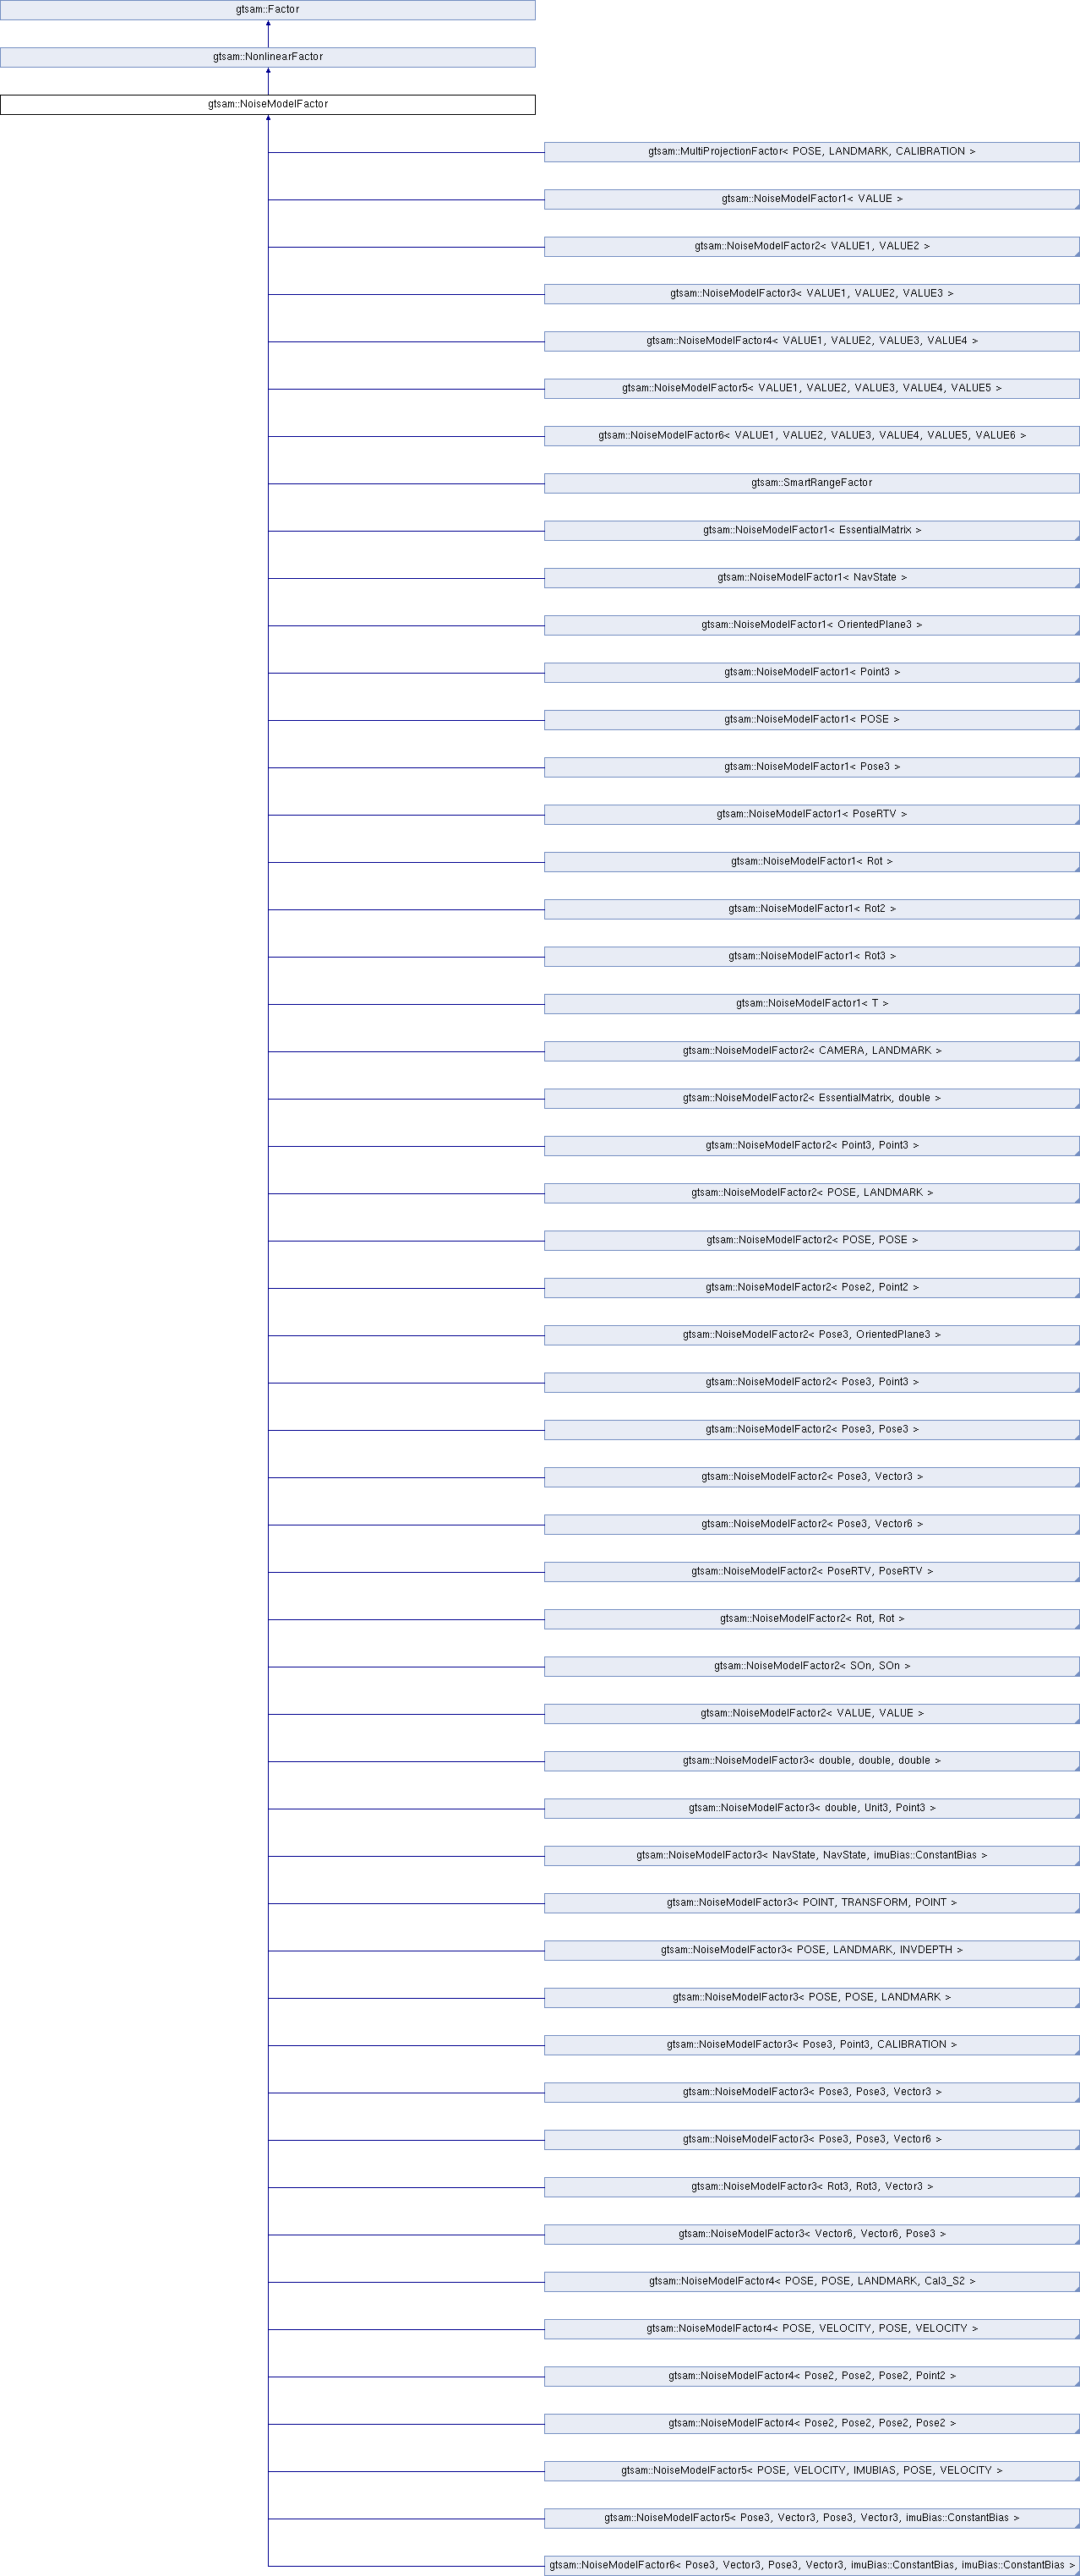 gtsam::Factor
gtsam::NonlinearFactor
gtsam::NoiseModelFactor
gtsam::MultiProjectionFactor< POSE, LANDMARK, CALIBRATION >
gtsam::NoiseModelFactor1< VALUE >
gtsam::NoiseModelFactor2< VALUE1, VALUE2 >
gtsam::NoiseModelFactor3< VALUE1, VALUE2, VALUE3 >
gtsam::NoiseModelFactor4< VALUE1, VALUE2, VALUE3, VALUE4 >
gtsam::NoiseModelFactor5< VALUE1, VALUE2, VALUE3, VALUE4, VALUE5 >
gtsam::NoiseModelFactor6< VALUE1, VALUE2, VALUE3, VALUE4, VALUE5, VALUE6 >
gtsam::SmartRangeFactor
gtsam::NoiseModelFactor1< EssentialMatrix >
gtsam::NoiseModelFactor1< NavState >
gtsam::NoiseModelFactor1< OrientedPlane3 >
gtsam::NoiseModelFactor1< Point3 >
gtsam::NoiseModelFactor1< POSE >
gtsam::NoiseModelFactor1< Pose3 >
gtsam::NoiseModelFactor1< PoseRTV >
gtsam::NoiseModelFactor1< Rot >
gtsam::NoiseModelFactor1< Rot2 >
gtsam::NoiseModelFactor1< Rot3 >
gtsam::NoiseModelFactor1< T >
gtsam::NoiseModelFactor2< CAMERA, LANDMARK >
gtsam::NoiseModelFactor2< EssentialMatrix, double >
gtsam::NoiseModelFactor2< Point3, Point3 >
gtsam::NoiseModelFactor2< POSE, LANDMARK >
gtsam::NoiseModelFactor2< POSE, POSE >
gtsam::NoiseModelFactor2< Pose2, Point2 >
gtsam::NoiseModelFactor2< Pose3, OrientedPlane3 >
gtsam::NoiseModelFactor2< Pose3, Point3 >
gtsam::NoiseModelFactor2< Pose3, Pose3 >
gtsam::NoiseModelFactor2< Pose3, Vector3 >
gtsam::NoiseModelFactor2< Pose3, Vector6 >
gtsam::NoiseModelFactor2< PoseRTV, PoseRTV >
gtsam::NoiseModelFactor2< Rot, Rot >
gtsam::NoiseModelFactor2< SOn, SOn >
gtsam::NoiseModelFactor2< VALUE, VALUE >
gtsam::NoiseModelFactor3< double, double, double >
gtsam::NoiseModelFactor3< double, Unit3, Point3 >
gtsam::NoiseModelFactor3< NavState, NavState, imuBias::ConstantBias >
gtsam::NoiseModelFactor3< POINT, TRANSFORM, POINT >
gtsam::NoiseModelFactor3< POSE, LANDMARK, INVDEPTH >
gtsam::NoiseModelFactor3< POSE, POSE, LANDMARK >
gtsam::NoiseModelFactor3< Pose3, Point3, CALIBRATION >
gtsam::NoiseModelFactor3< Pose3, Pose3, Vector3 >
gtsam::NoiseModelFactor3< Pose3, Pose3, Vector6 >
gtsam::NoiseModelFactor3< Rot3, Rot3, Vector3 >
gtsam::NoiseModelFactor3< Vector6, Vector6, Pose3 >
gtsam::NoiseModelFactor4< POSE, POSE, LANDMARK, Cal3_S2 >
gtsam::NoiseModelFactor4< POSE, VELOCITY, POSE, VELOCITY >
gtsam::NoiseModelFactor4< Pose2, Pose2, Pose2, Point2 >
gtsam::NoiseModelFactor4< Pose2, Pose2, Pose2, Pose2 >
gtsam::NoiseModelFactor5< POSE, VELOCITY, IMUBIAS, POSE, VELOCITY >
gtsam::NoiseModelFactor5< Pose3, Vector3, Pose3, Vector3, imuBias::ConstantBias >
gtsam::NoiseModelFactor6< Pose3, Vector3, Pose3, Vector3, imuBias::ConstantBias, imuBias::ConstantBias >